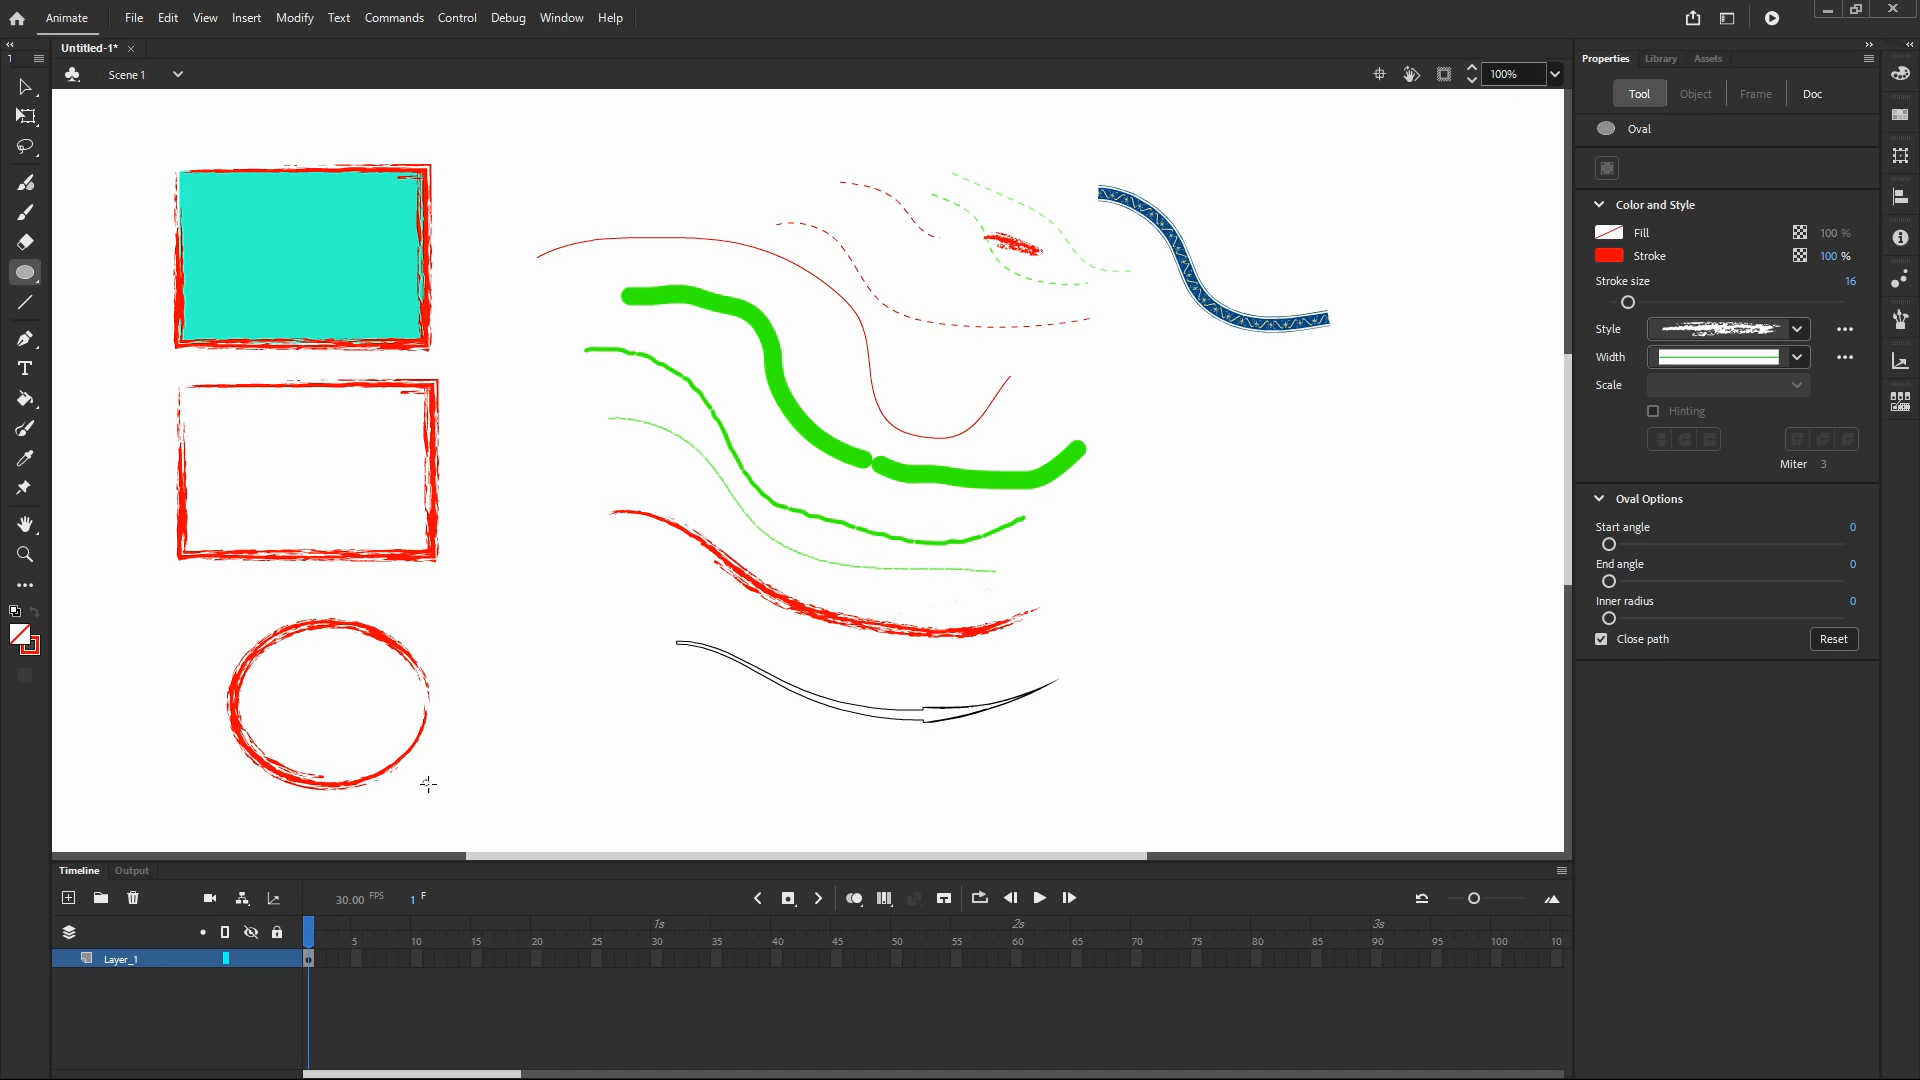 Animate File Edit View Insert Modify Text Commands Control Debug Window Help
Untitled-1*
Scene 1
100%
Properties Library Assets
Tool Object Frame Doc
Oval
Color and Style
Fill 100 %
Stroke 100 %
Stroke size 16
Style
Width
Scale
Hinting
Miter 3
Oval Options
Start angle 0
End angle 0
Inner radius 0
Close path Reset
Timeline Output
30.00 FPS 1 F
1s 2s 3s
5 10 15 20 25 30 35 40 45 50 55 60 65 70 75 80 85 90 95 100 10
Layer_1